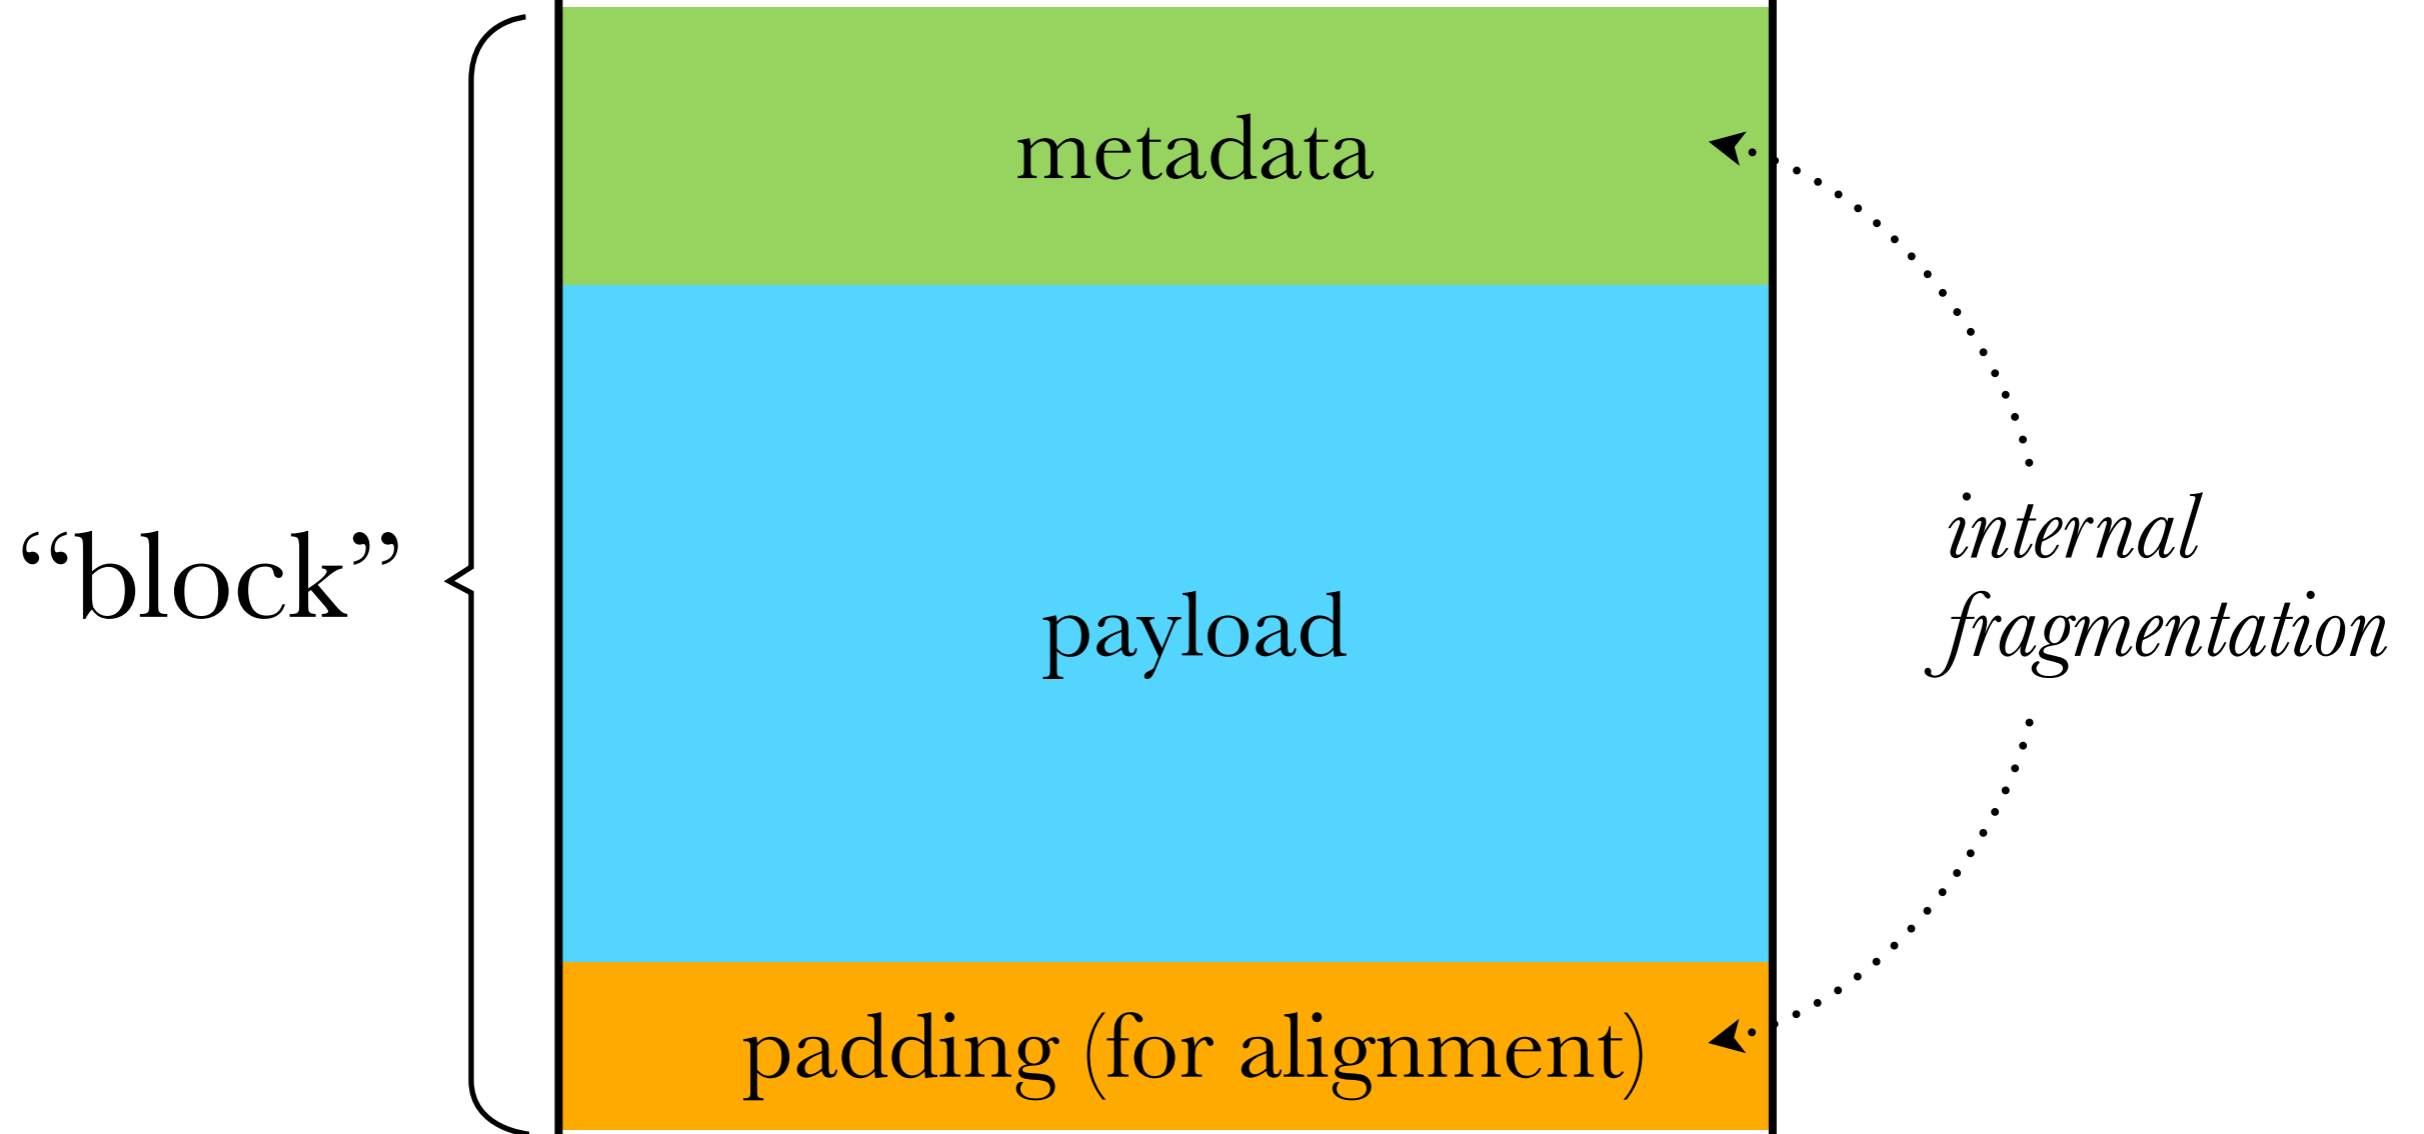 metadata
“block”
payload
internal
fragmentation
padding (for alignment)